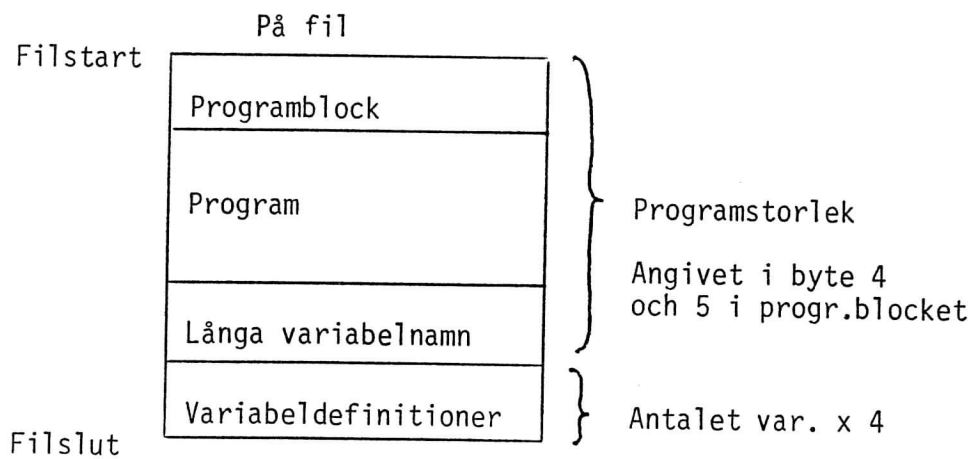 På fil
Filstart
Programblock
Program
Programstorlek
Angivet i byte 4
och 5 i progr.blocket
Långa variabelnamn
Variabeldefinitioner
Antalet var. x 4
Filslut